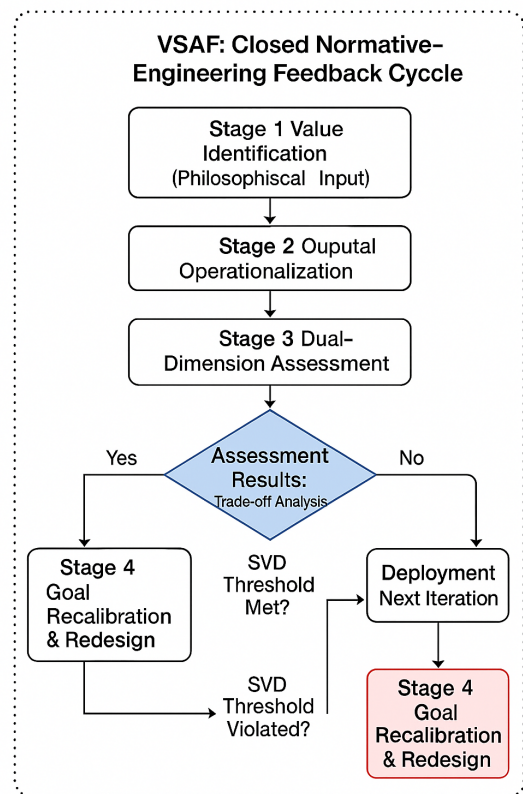 VSAF: Closed Normative–
Engineering Feedback Cyccle
Stage 1 Value
Identification
(Philosophiscal Input)
Stage 2 Ouputal
Operationalization
Stage 3 Dual–
Dimension Assessment
Assessment
Results:
Trade-off Analysis
Yes
No
Stage 4
Goal
Recalibration
& Redesign
SVD
Threshold
Met?
Deployment
Next Iteration
SVD
Threshold
Violated?
Stage 4
Goal
Recalibration
& Redesign